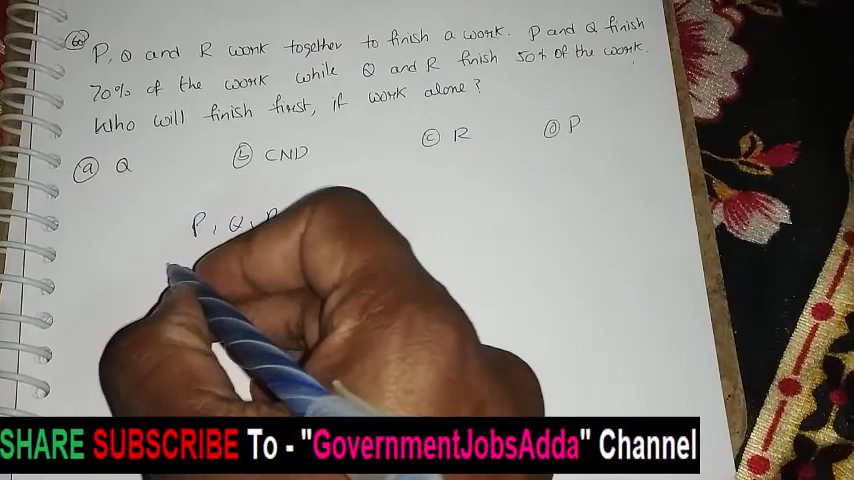 60 P, Q and R work together to finish a work. P and Q finish
70% of the work while Q and R finish 50% of the work.
Who will finish first, if work alone?
a Q b CND c R d P
P, Q,
SHARE SUBSCRIBE To - "GovernmentJobsAdda" Channel